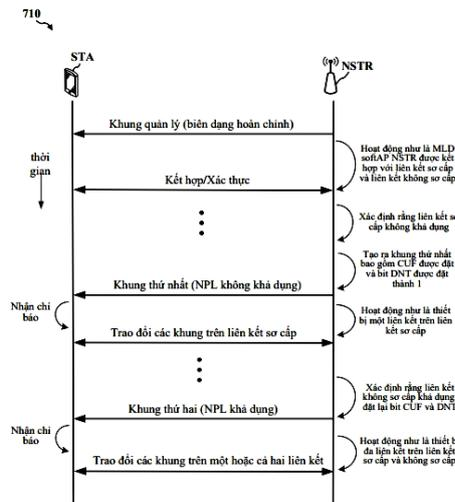 710
STA
NSTR
Khung quản lý (biên dạng hoàn chỉnh)
thời
gian
Hoạt động như là MLD
softAP NSTR được kết
hợp với liên kết sơ cấp
và liên kết không sơ cấp
Kết hợp/Xác thực
Xác định rằng liên kết sơ
cấp không khả dụng
Tạo ra khung thứ nhất
bao gồm CUF được đặt
và bit DNT được đặt
thành 1
Khung thứ nhất (NPL không khả dụng)
Nhận chỉ
báo
Hoạt động như là thiết
bị một liên kết trên liên
kết sơ cấp
Trao đổi các khung trên liên kết sơ cấp
Xác định rằng liên kết
không sơ cấp khả dụng
đặt lại bit CUF và DNT
Khung thứ hai (NPL khả dụng)
Nhận chỉ
báo
Hoạt động như là thiết b
đa liên kết trên liên kết
sơ cấp và không sơ cấp
Trao đổi các khung trên một hoặc cả hai liên kết